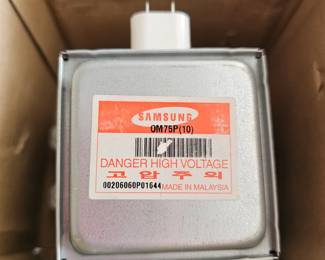 SAMSUNG
OM75P(10)
DANGER HIGH VOLTAGE
고 압 주 의
00206060P01644 MADE IN MALAYSIA